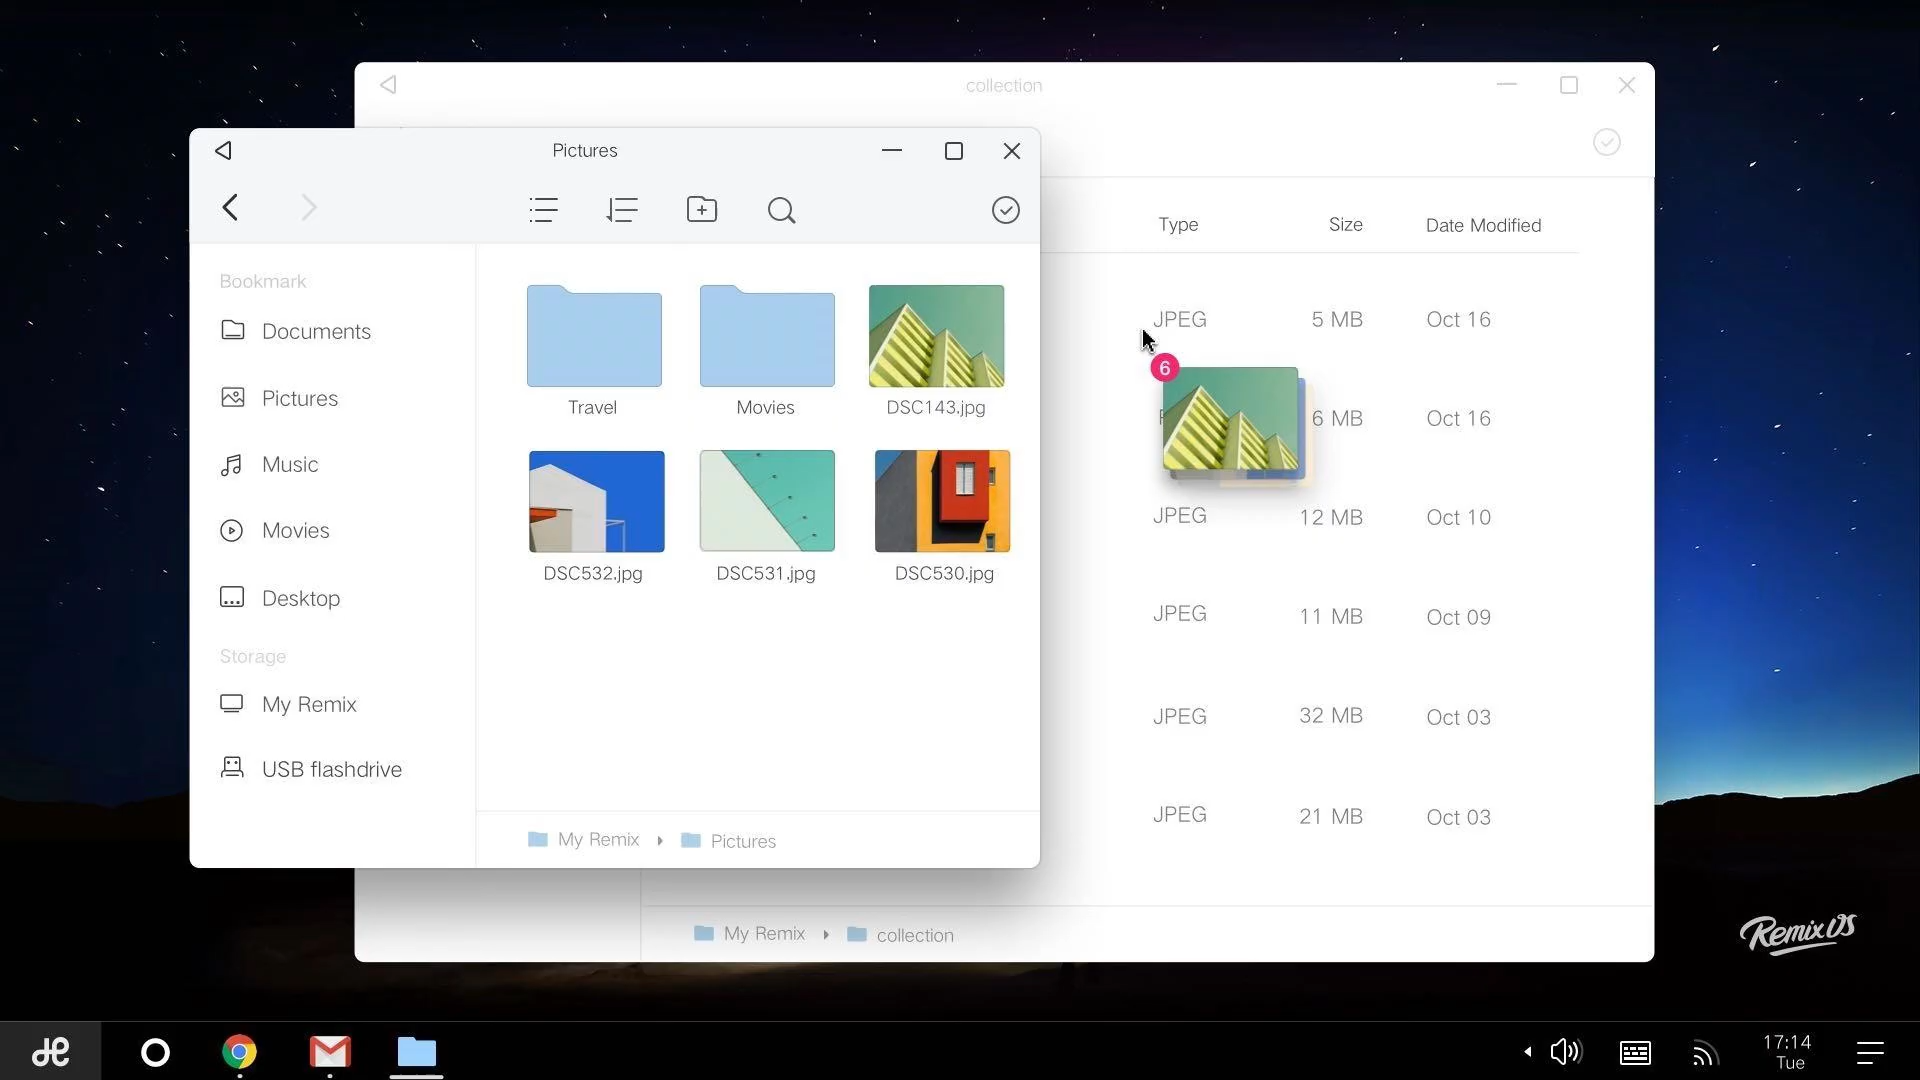 collection
Pictures
Type Size Date Modified
Bookmark
Documents
Pictures
Music
Movies
Desktop
Storage
My Remix
USB flashdrive
Travel Movies DSC143.jpg
DSC532.jpg DSC531.jpg DSC530.jpg
My Remix Pictures
JPEG 5 MB Oct 16
6
6 MB Oct 16
JPEG 12 MB Oct 10
JPEG 11 MB Oct 09
JPEG 32 MB Oct 03
JPEG 21 MB Oct 03
My Remix collection
Remix OS
17:14
Tue